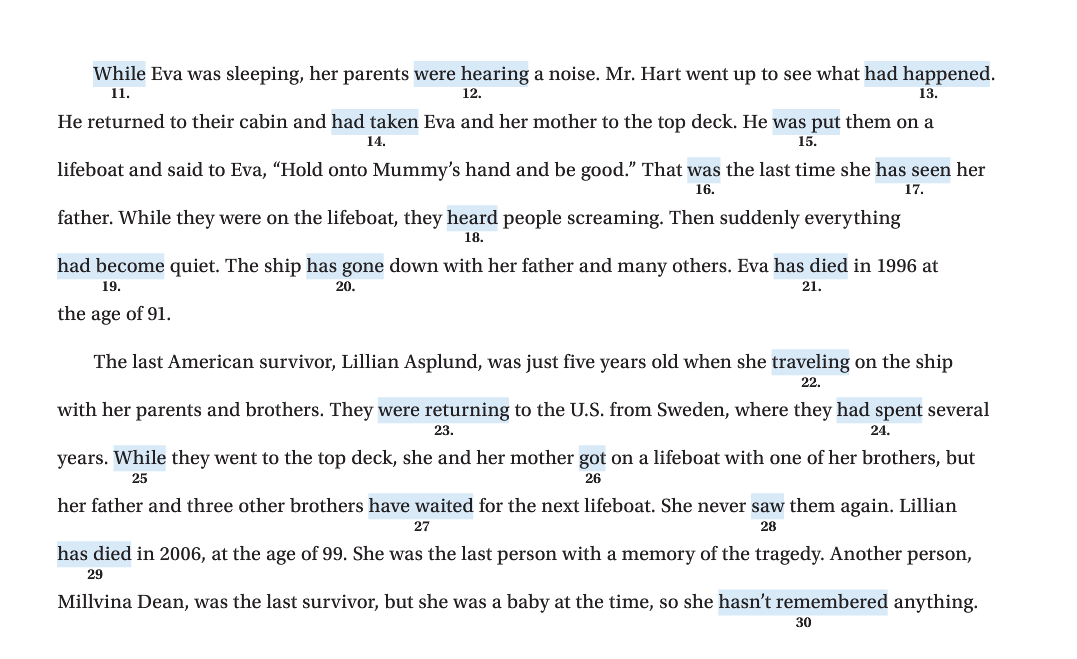 While Eva was sleeping, her parents were hearing a noise. Mr. Hart went up to see what had happened.
11. 12. 13.
He returned to their cabin and had taken Eva and her mother to the top deck. He was put them on a
14. 15.
lifeboat and said to Eva, “Hold onto Mummy’s hand and be good.” That was the last time she has seen her
16. 17.
father. While they were on the lifeboat, they heard people screaming. Then suddenly everything
18.
had become quiet. The ship has gone down with her father and many others. Eva has died in 1996 at
19. 20. 21.
the age of 91.
The last American survivor, Lillian Asplund, was just five years old when she traveling on the ship
22.
with her parents and brothers. They were returning to the U.S. from Sweden, where they had spent several
23. 24.
years. While they went to the top deck, she and her mother got on a lifeboat with one of her brothers, but
25 26
her father and three other brothers have waited for the next lifeboat. She never saw them again. Lillian
27 28
has died in 2006, at the age of 99. She was the last person with a memory of the tragedy. Another person,
29
Millvina Dean, was the last survivor, but she was a baby at the time, so she hasn’t remembered anything.
30